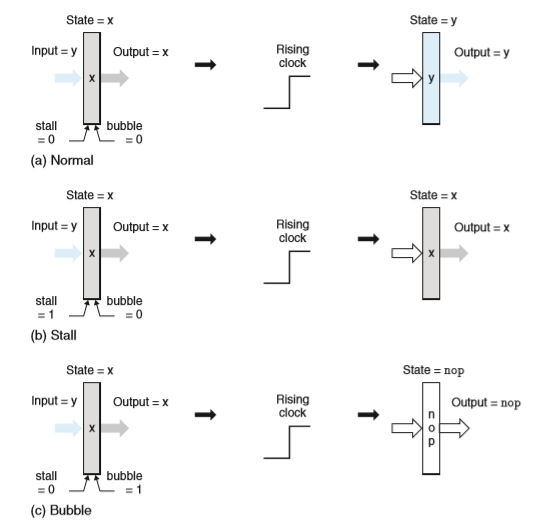 State = x
State = y
Input = y
Output = x
Rising
clock
Output = y
x
y
stall
= 0
bubble
= 0
(a) Normal
State = x
State = x
Input = y
Output = x
Rising
clock
Output = x
x
x
stall
= 1
bubble
= 0
(b) Stall
State = x
State = nop
Input = y
Output = x
Rising
clock
Output = nop
x
n
o
p
stall
= 0
bubble
= 1
(c) Bubble